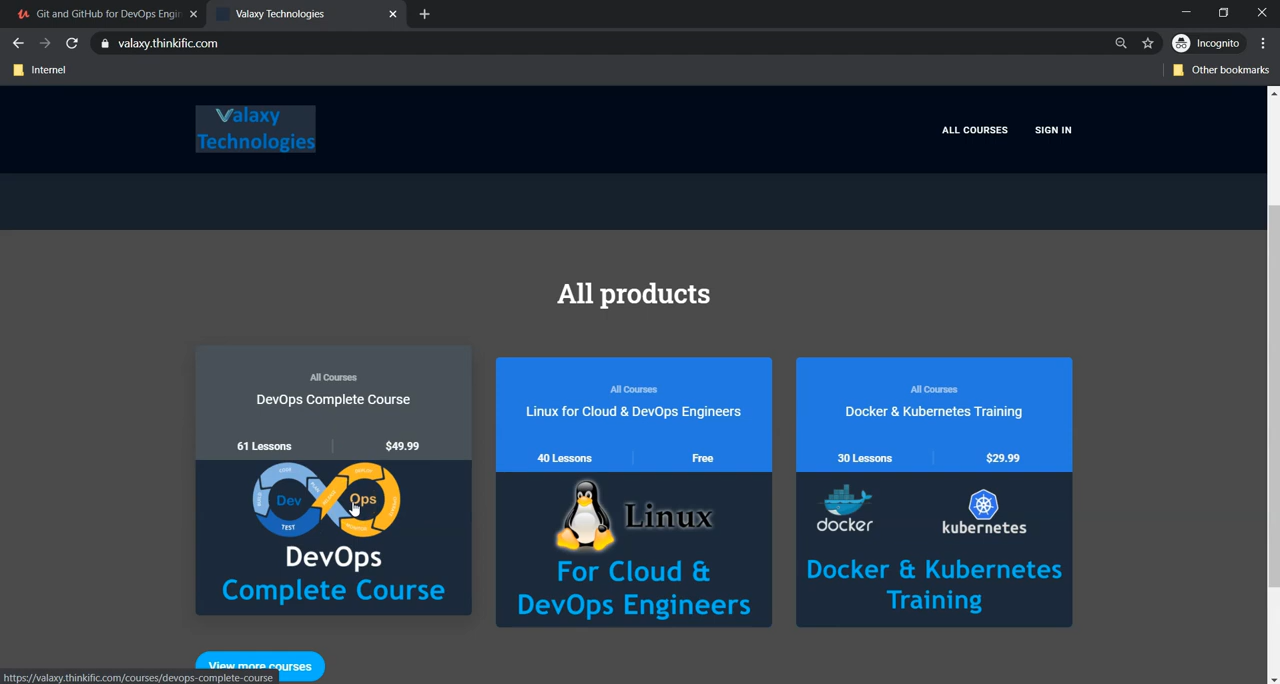 Git and GitHub for DevOps Engin
Valaxy Technologies
valaxy.thinkific.com
Incognito
Internet
Other bookmarks
Valaxy
Technologies
ALL COURSES
SIGN IN
All products
All Courses
DevOps Complete Course
61 Lessons
$49.99
Dev
Ops
TEST
DevOps
Complete Course
All Courses
Linux for Cloud & DevOps Engineers
40 Lessons
Free
Linux
For Cloud &
DevOps Engineers
All Courses
Docker & Kubernetes Training
30 Lessons
$29.99
docker
kubernetes
Docker & Kubernetes
Training
View more courses
https://valaxy.thinkific.com/courses/devops-complete-course